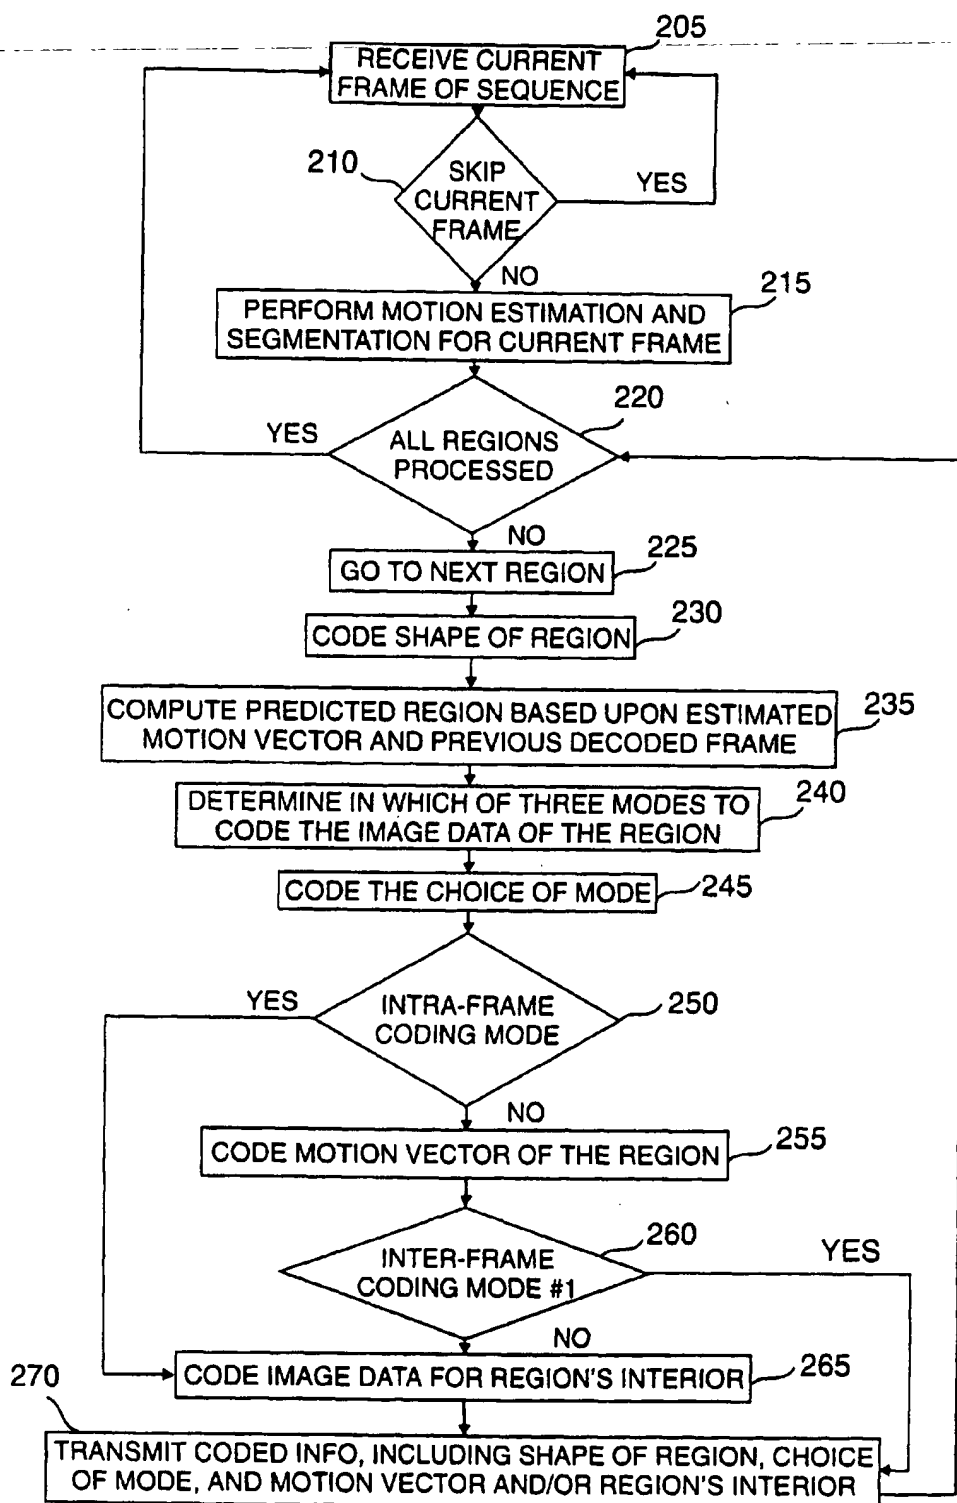 205
RECEIVE CURRENT
FRAME OF SEQUENCE
210
SKIP
CURRENT
FRAME
YES
NO
215
PERFORM MOTION ESTIMATION AND
SEGMENTATION FOR CURRENT FRAME
220
YES
ALL REGIONS
PROCESSED
NO
225
GO TO NEXT REGION
230
CODE SHAPE OF REGION
235
COMPUTE PREDICTED REGION BASED UPON ESTIMATED
MOTION VECTOR AND PREVIOUS DECODED FRAME
240
DETERMINE IN WHICH OF THREE MODES TO
CODE THE IMAGE DATA OF THE REGION
245
CODE THE CHOICE OF MODE
YES
INTRA-FRAME
CODING MODE
250
NO
255
CODE MOTION VECTOR OF THE REGION
260
INTER-FRAME
CODING MODE #1
YES
NO
CODE IMAGE DATA FOR REGION'S INTERIOR
265
270
TRANSMIT CODED INFO, INCLUDING SHAPE OF REGION, CHOICE
OF MODE, AND MOTION VECTOR AND/OR REGION'S INTERIOR